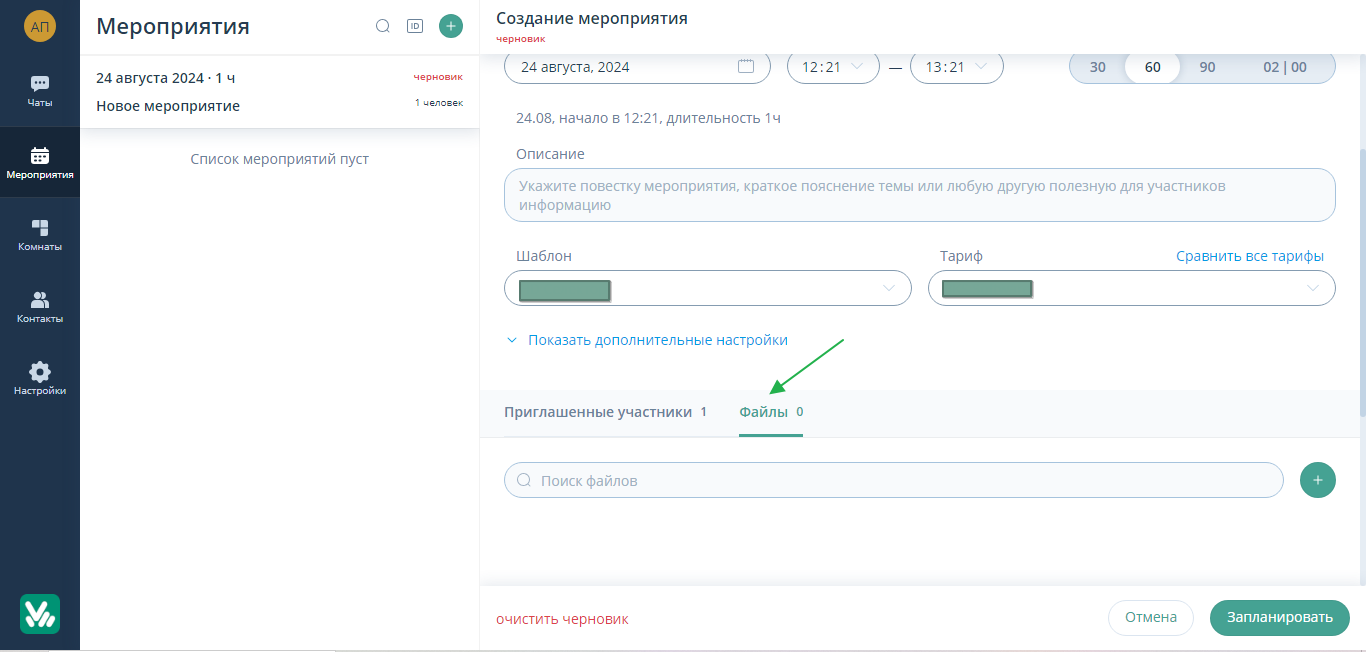 АП
Чаты
Мероприятия
Комнаты
Контакты
Настройки
Мероприятия
ID
24 августа 2024 · 1 ч
черновик
Новое мероприятие
1 человек
Список мероприятий пуст
Создание мероприятия
черновик
24 августа, 2024
12:21 — 13:21
30 60 90 02 | 00
24.08, начало в 12:21, длительность 1ч
Описание
Укажите повестку мероприятия, краткое пояснение темы или любую другую полезную для участников
информацию
Шаблон
Тариф
Сравнить все тарифы
Показать дополнительные настройки
Приглашенные участники 1
Файлы 0
Поиск файлов
очистить черновик
Отмена
Запланировать